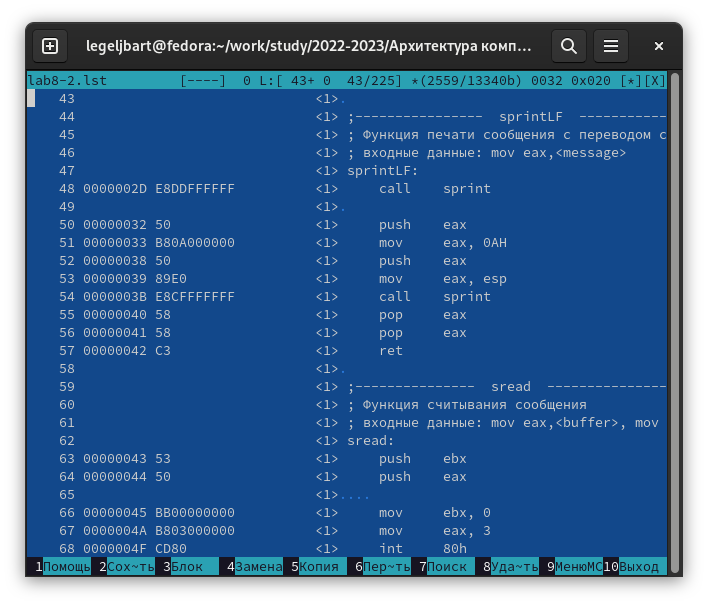 legeljbart@fedora:~/work/study/2022-2023/Архитектура комп...
lab8-2.lst [----] 0 L:[ 43+ 0 43/225] *(2559/13340b) 0032 0x020 [*][X]
43 <1>.
44 <1> ;---------------- sprintLF -----------
45 <1> ; Функция печати сообщения с переводом с
46 <1> ; входные данные: mov eax,<message>
47 <1> sprintLF:
48 0000002D E8DDFFFFFF <1> call sprint
49 <1>.
50 00000032 50 <1> push eax
51 00000033 B80A000000 <1> mov eax, 0AH
52 00000038 50 <1> push eax
53 00000039 89E0 <1> mov eax, esp
54 0000003B E8CFFFFFFF <1> call sprint
55 00000040 58 <1> pop eax
56 00000041 58 <1> pop eax
57 00000042 C3 <1> ret
58 <1>.
59 <1> ;--------------- sread ---------------
60 <1> ; Функция считывания сообщения
61 <1> ; входные данные: mov eax,<buffer>, mov
62 <1> sread:
63 00000043 53 <1> push ebx
64 00000044 50 <1> push eax
65 <1>....
66 00000045 BB00000000 <1> mov ebx, 0
67 0000004A B803000000 <1> mov eax, 3
68 0000004F CD80 <1> int 80h
1Помощь 2Сох~ть 3Блок 4Замена 5Копия 6Пер~ть 7Поиск 8Уда~ть 9МенюMC 10Выход